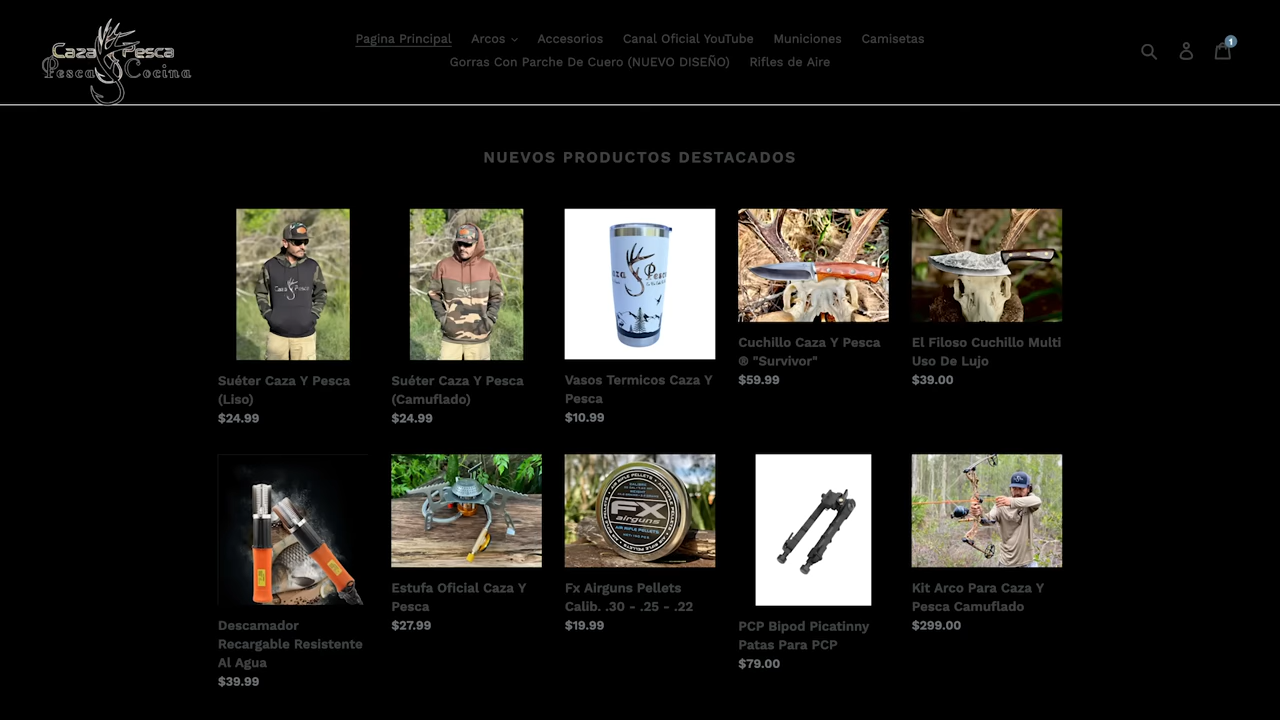 Caza Pesca
Pesca Cocina
Pagina Principal Arcos Accesorios Canal Oficial YouTube Municiones Camisetas
Gorras Con Parche De Cuero (NUEVO DISEÑO) Rifles de Aire
1
NUEVOS PRODUCTOS DESTACADOS
Suéter Caza Y Pesca
(Liso)
$24.99
Suéter Caza Y Pesca
(Camuflado)
$24.99
Vasos Termicos Caza Y
Pesca
$10.99
Cuchillo Caza Y Pesca
® "Survivor"
$59.99
El Filoso Cuchillo Multi
Uso De Lujo
$39.00
Descamador
Recargable Resistente
Al Agua
$39.99
Estufa Oficial Caza Y
Pesca
$27.99
FX
airguns
AIR RIFLE PELLETS
Fx Airguns Pellets
Calib. .30 - .25 - .22
$19.99
PCP Bipod Picatinny
Patas Para PCP
$79.00
Kit Arco Para Caza Y
Pesca Camuflado
$299.00